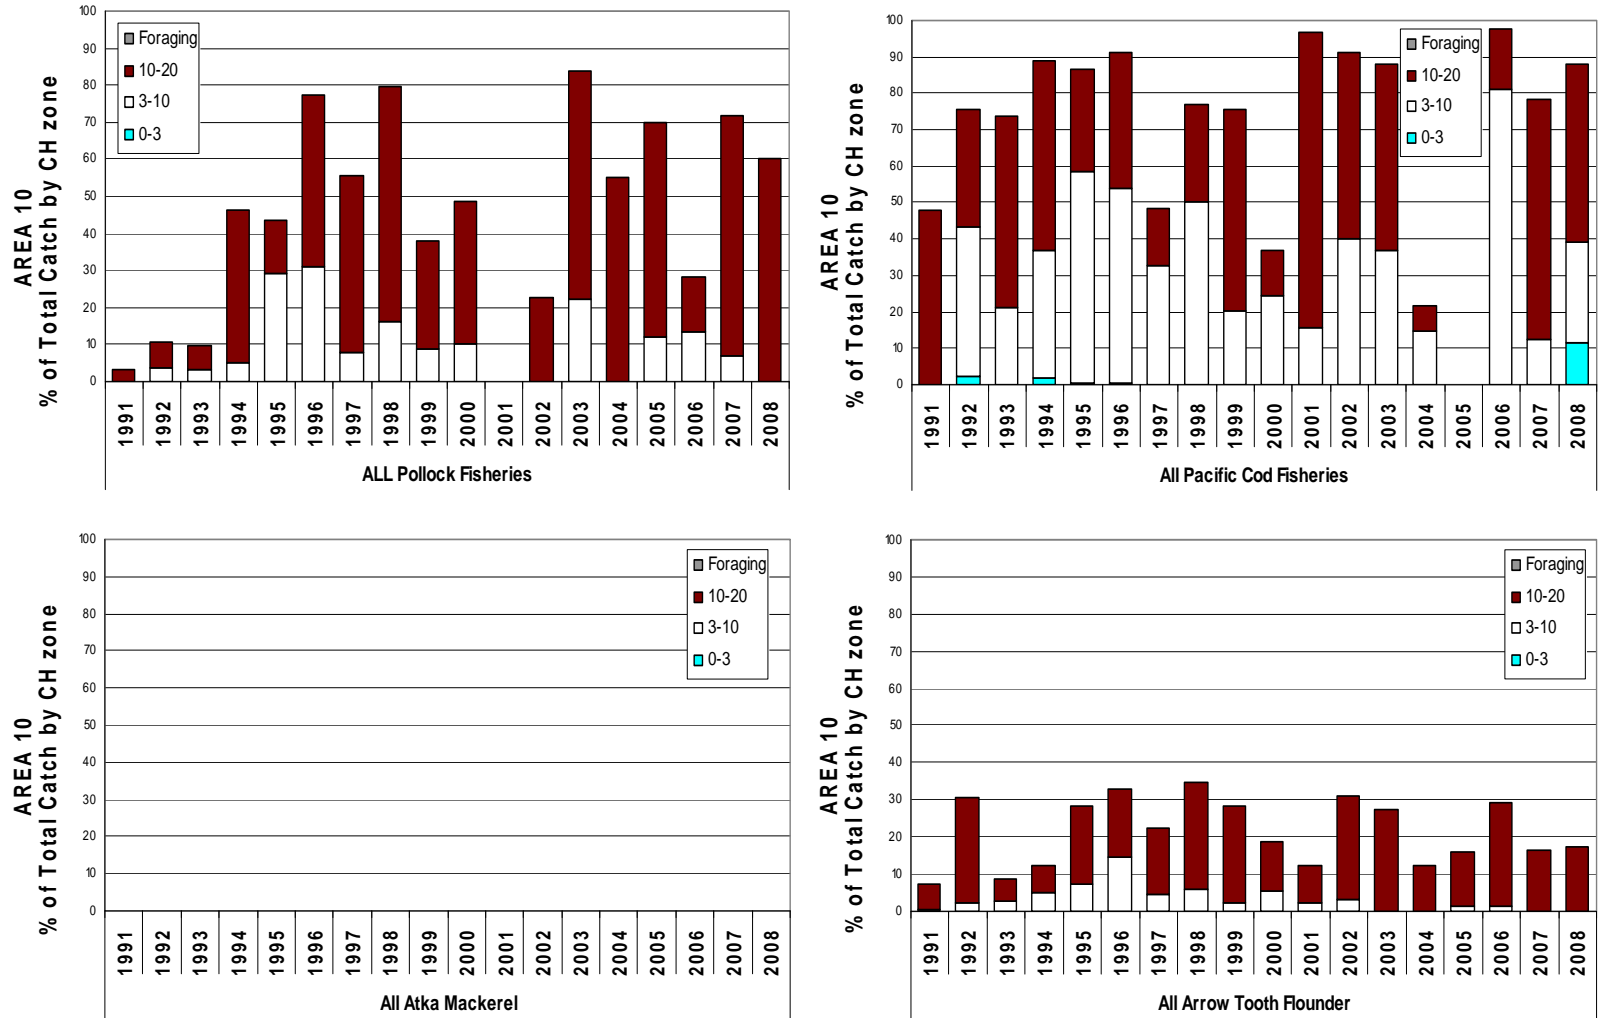 AREA 10
% of Total Catch by CH zone
100
90
80
70
60
50
40
30
20
10
0
Foraging
10-20
3-10
0-3
1991 1992 1993 1994 1995 1996 1997 1998 1999 2000 2001 2002 2003 2004 2005 2006 2007 2008
ALL Pollock Fisheries
AREA 10
% of Total Catch by CH zone
100
90
80
70
60
50
40
30
20
10
0
Foraging
10-20
3-10
0-3
1991 1992 1993 1994 1995 1996 1997 1998 1999 2000 2001 2002 2003 2004 2005 2006 2007 2008
All Pacific Cod Fisheries
AREA 10
% of Total Catch by CH zone
100
90
80
70
60
50
40
30
20
10
0
Foraging
10-20
3-10
0-3
1991 1992 1993 1994 1995 1996 1997 1998 1999 2000 2001 2002 2003 2004 2005 2006 2007 2008
All Atka Mackerel
AREA 10
% of Total Catch by CH zone
100
90
80
70
60
50
40
30
20
10
0
Foraging
10-20
3-10
0-3
1991 1992 1993 1994 1995 1996 1997 1998 1999 2000 2001 2002 2003 2004 2005 2006 2007 2008
All Arrow Tooth Flounder